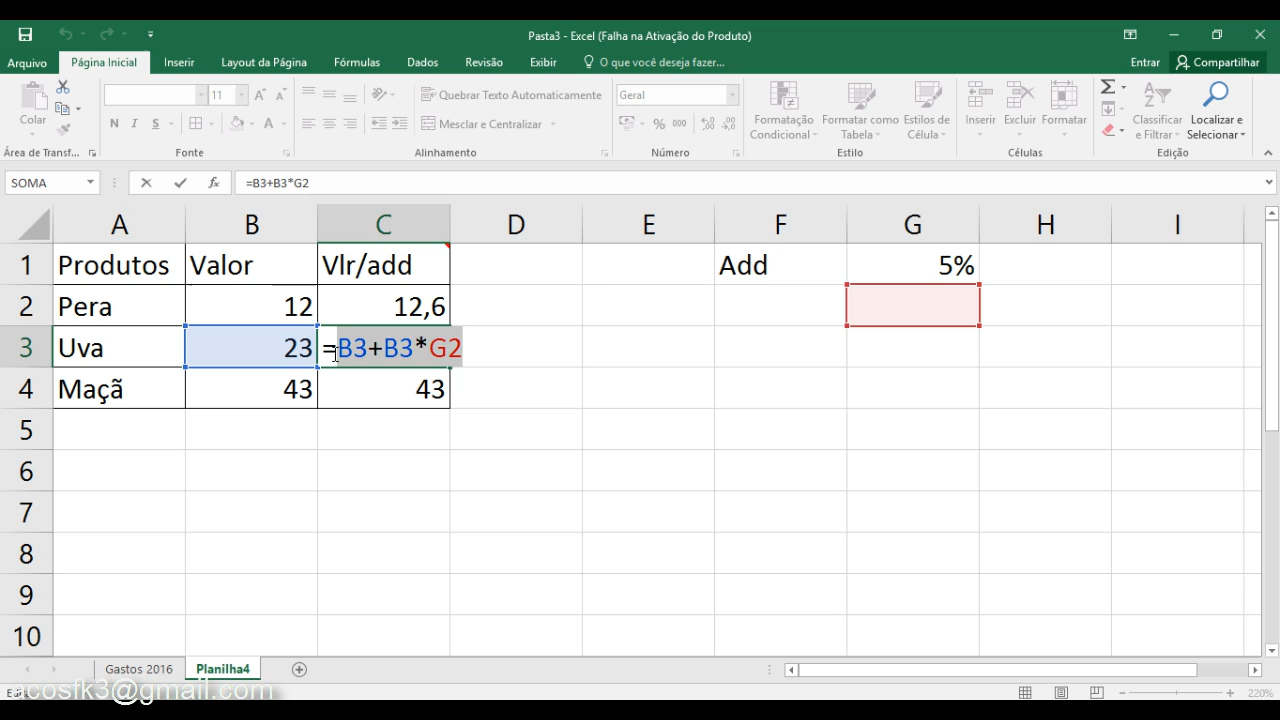 Pasta3 - Excel (Falha na Ativação do Produto)
Arquivo Página Inicial Inserir Layout da Página Fórmulas Dados Revisão Exibir O que você deseja fazer... Entrar Compartilhar
Colar
11
N I S
Quebrar Texto Automaticamente
Mesclar e Centralizar
Geral
% 000
Formatação Condicional
Formatar como Tabela
Estilos de Célula
Inserir Excluir Formatar
Classificar e Filtrar
Localizar e Selecionar
Área de Transf... Fonte Alinhamento Número Estilo Células Edição
SOMA fx =B3+B3*G2
A B C D E F G H I
1 Produtos Valor Vlr/add Add 5%
2 Pera 12 12,6
3 Uva 23 =B3+B3*G2
4 Maçã 43 43
5
6
7
8
9
10
Gastos 2016 Planilha4
acosfk3@gmail.com
220%